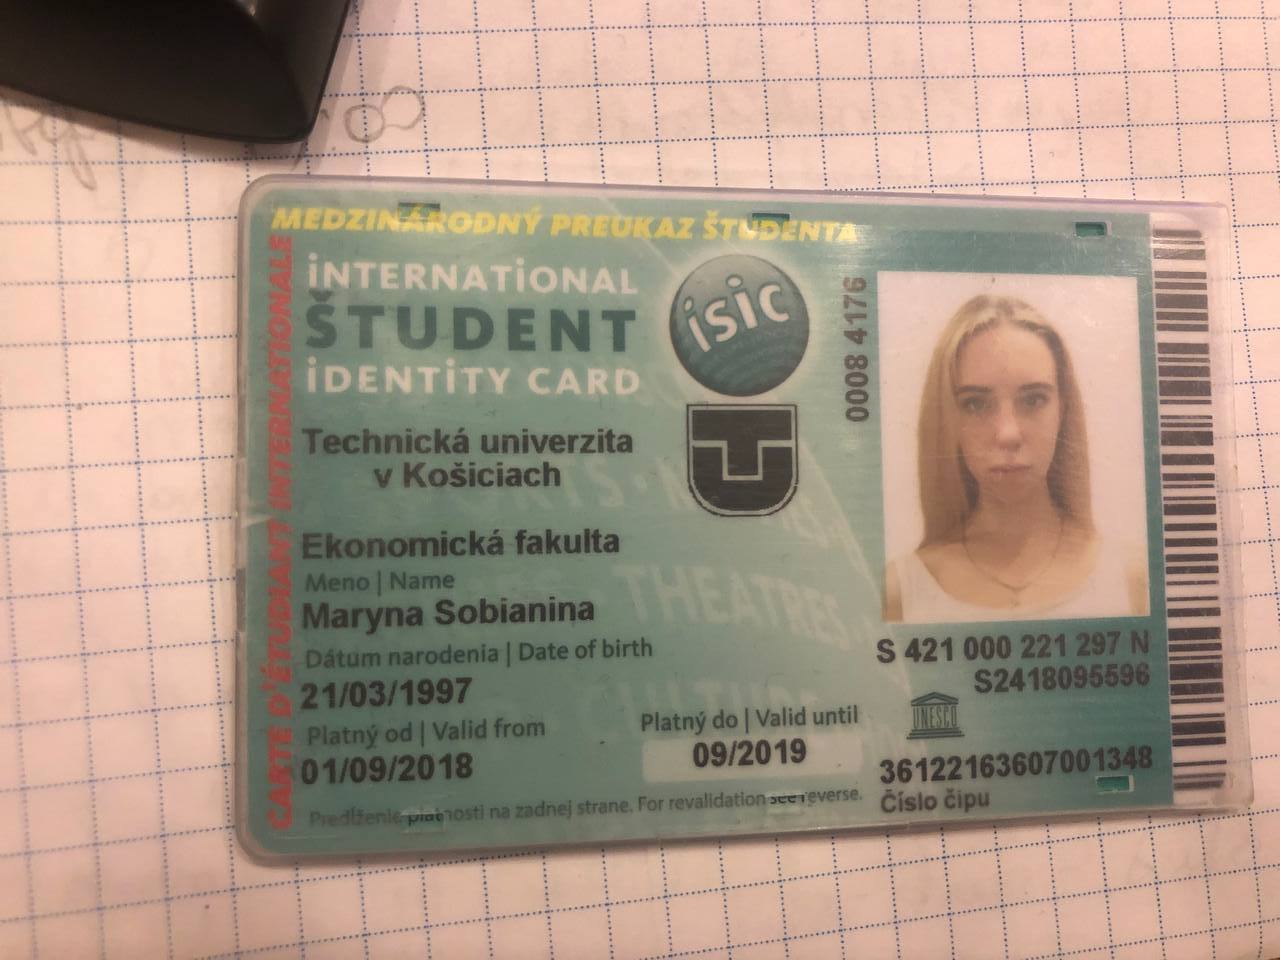 MEDZINÁRODNÝ PREUKAZ ŠTUDENTA
CARTE D'ÉTUDIANT INTERNATIONALE
iNTERNATiONAL
ŠTUDENT
iDENTiTY CARD
isic
0008 4176
Technická univerzita
v Košiciach
Ekonomická fakulta
Meno | Name
Maryna Sobianina
THEATRES
Dátum narodenia | Date of birth
21/03/1997
Platný od | Valid from
01/09/2018
Platný do | Valid until
09/2019
S 421 000 221 297 N
S2418095596
UNESCO
36122163607001348
Číslo čipu
Predĺženie platnosti na zadnej strane. For revalidation see reverse.